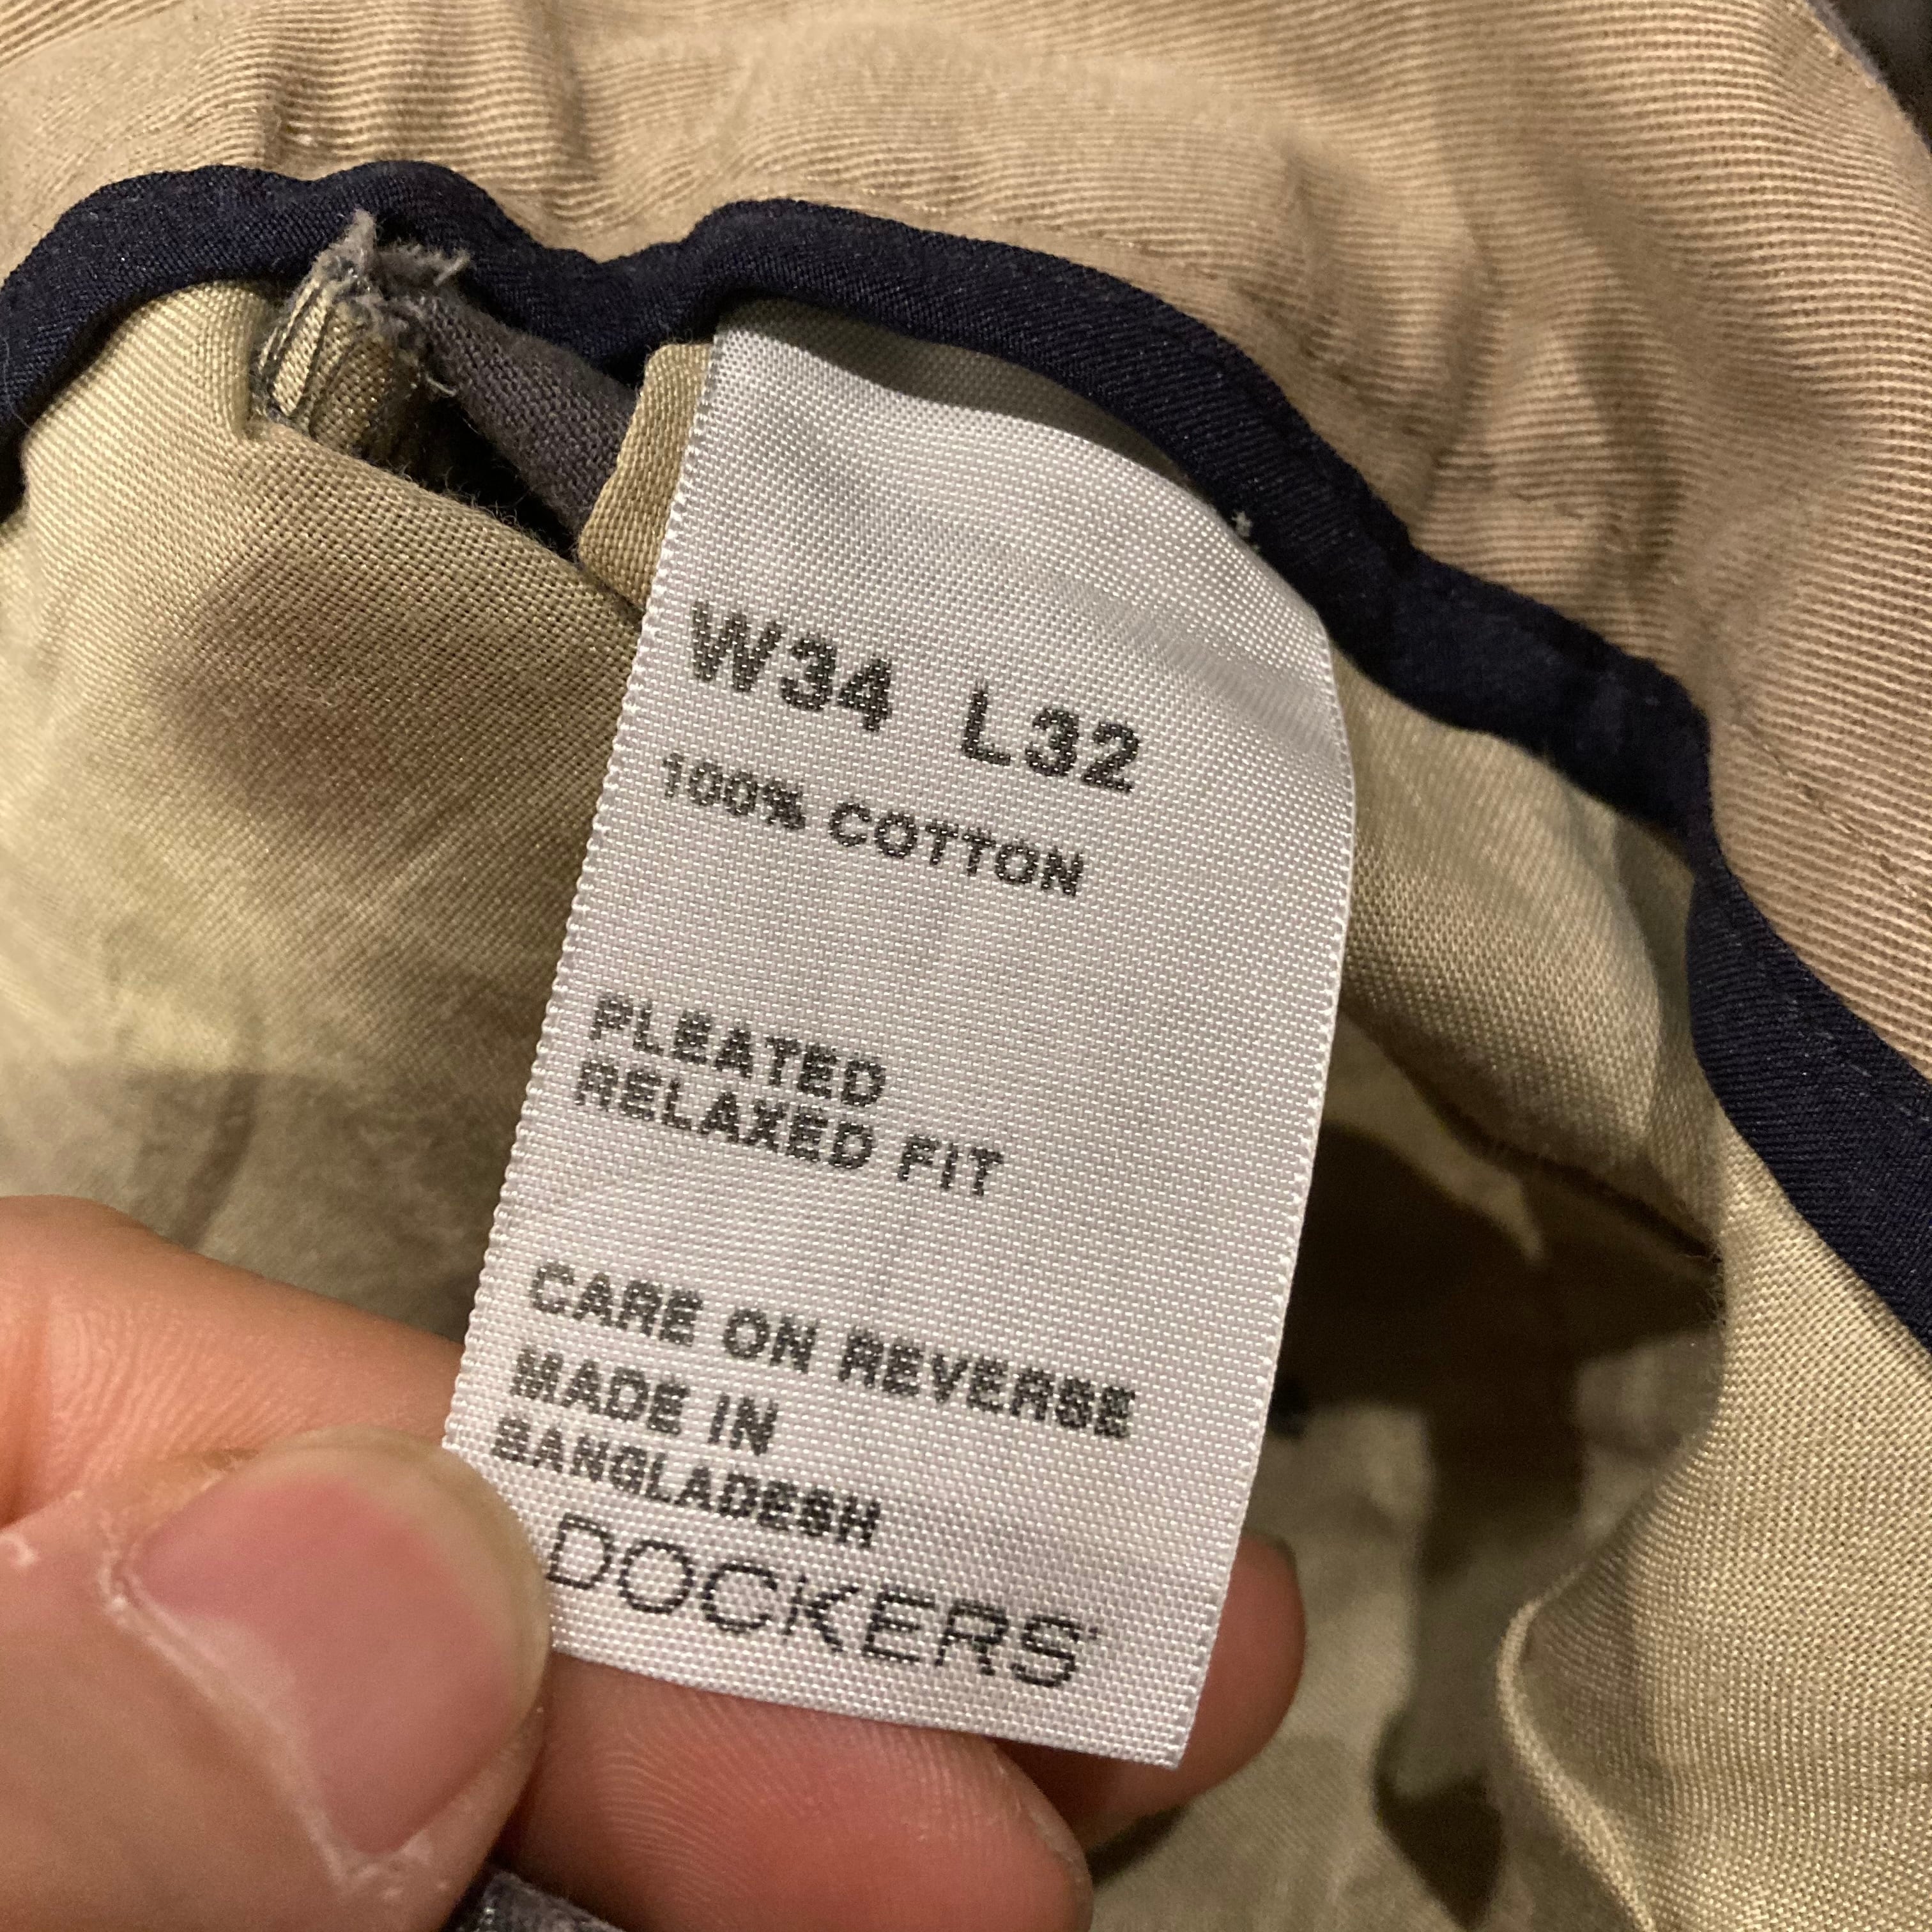 W34 L32
100% COTTON
PLEATED
RELAXED FIT
CARE ON REVERSE
MADE IN
BANGLADESH
DOCKERS